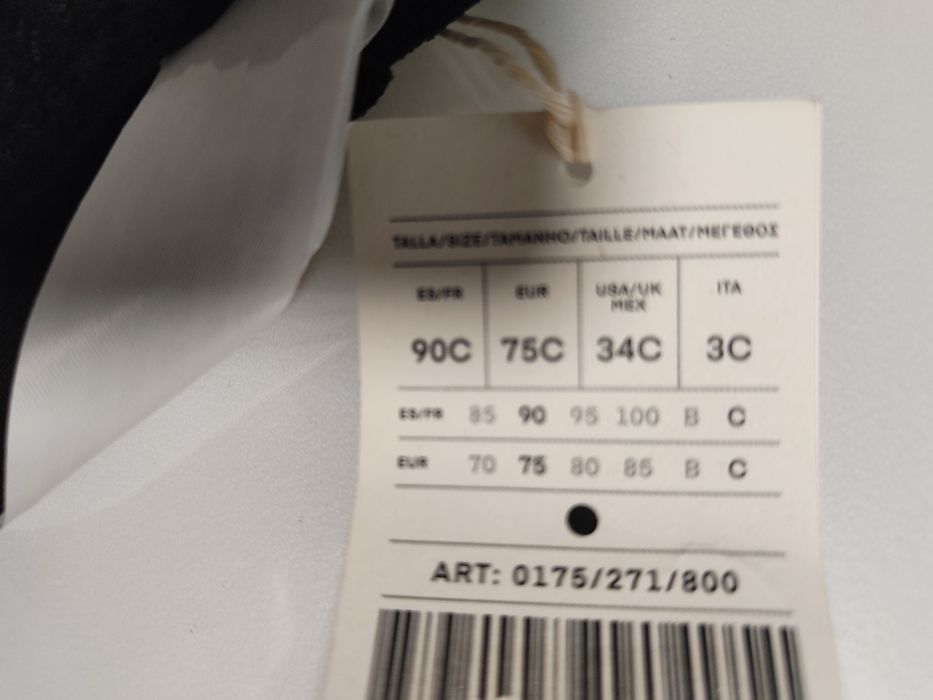 TALLA/SIZE/TAMANHO/TAILLE/MAAT/ΜΕΓΕΘΟΣ
ES/FR EUR USA/UK MEX ITA
90C 75C 34C 3C
ES/FR 85 90 95 100 B C
EUR 70 75 80 85 B C
ART: 0175/271/800